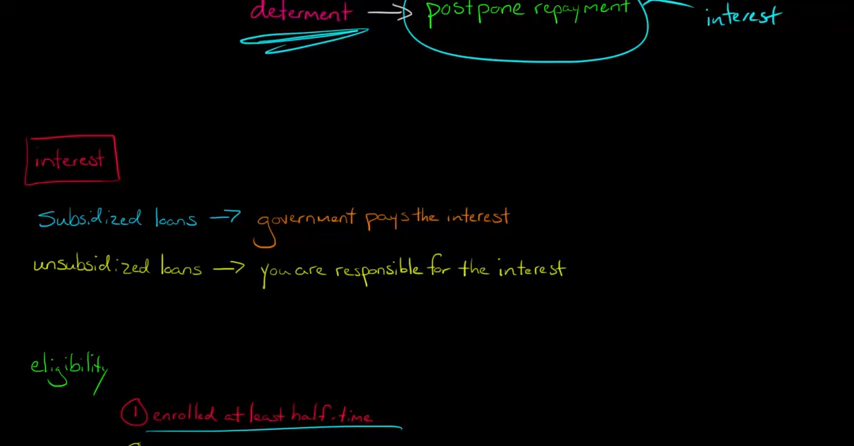 determent → postpone repayment
interest
interest
Subsidized loans → government pays the interest
unsubsidized loans → you are responsible for the interest
eligibility
① enrolled at least half-time